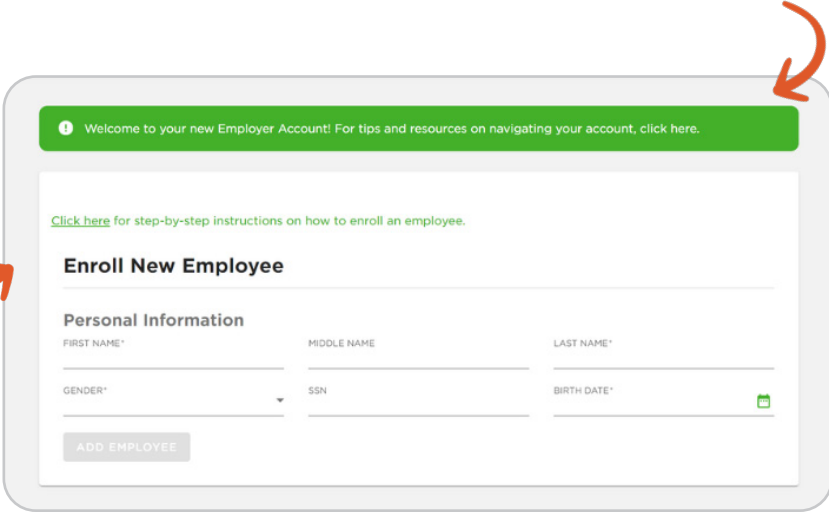 Welcome to your new Employer Account! For tips and resources on navigating your account, click here.
Click here for step-by-step instructions on how to enroll an employee.
Enroll New Employee
Personal Information
FIRST NAME* MIDDLE NAME LAST NAME*
GENDER* SSN BIRTH DATE*
ADD EMPLOYEE